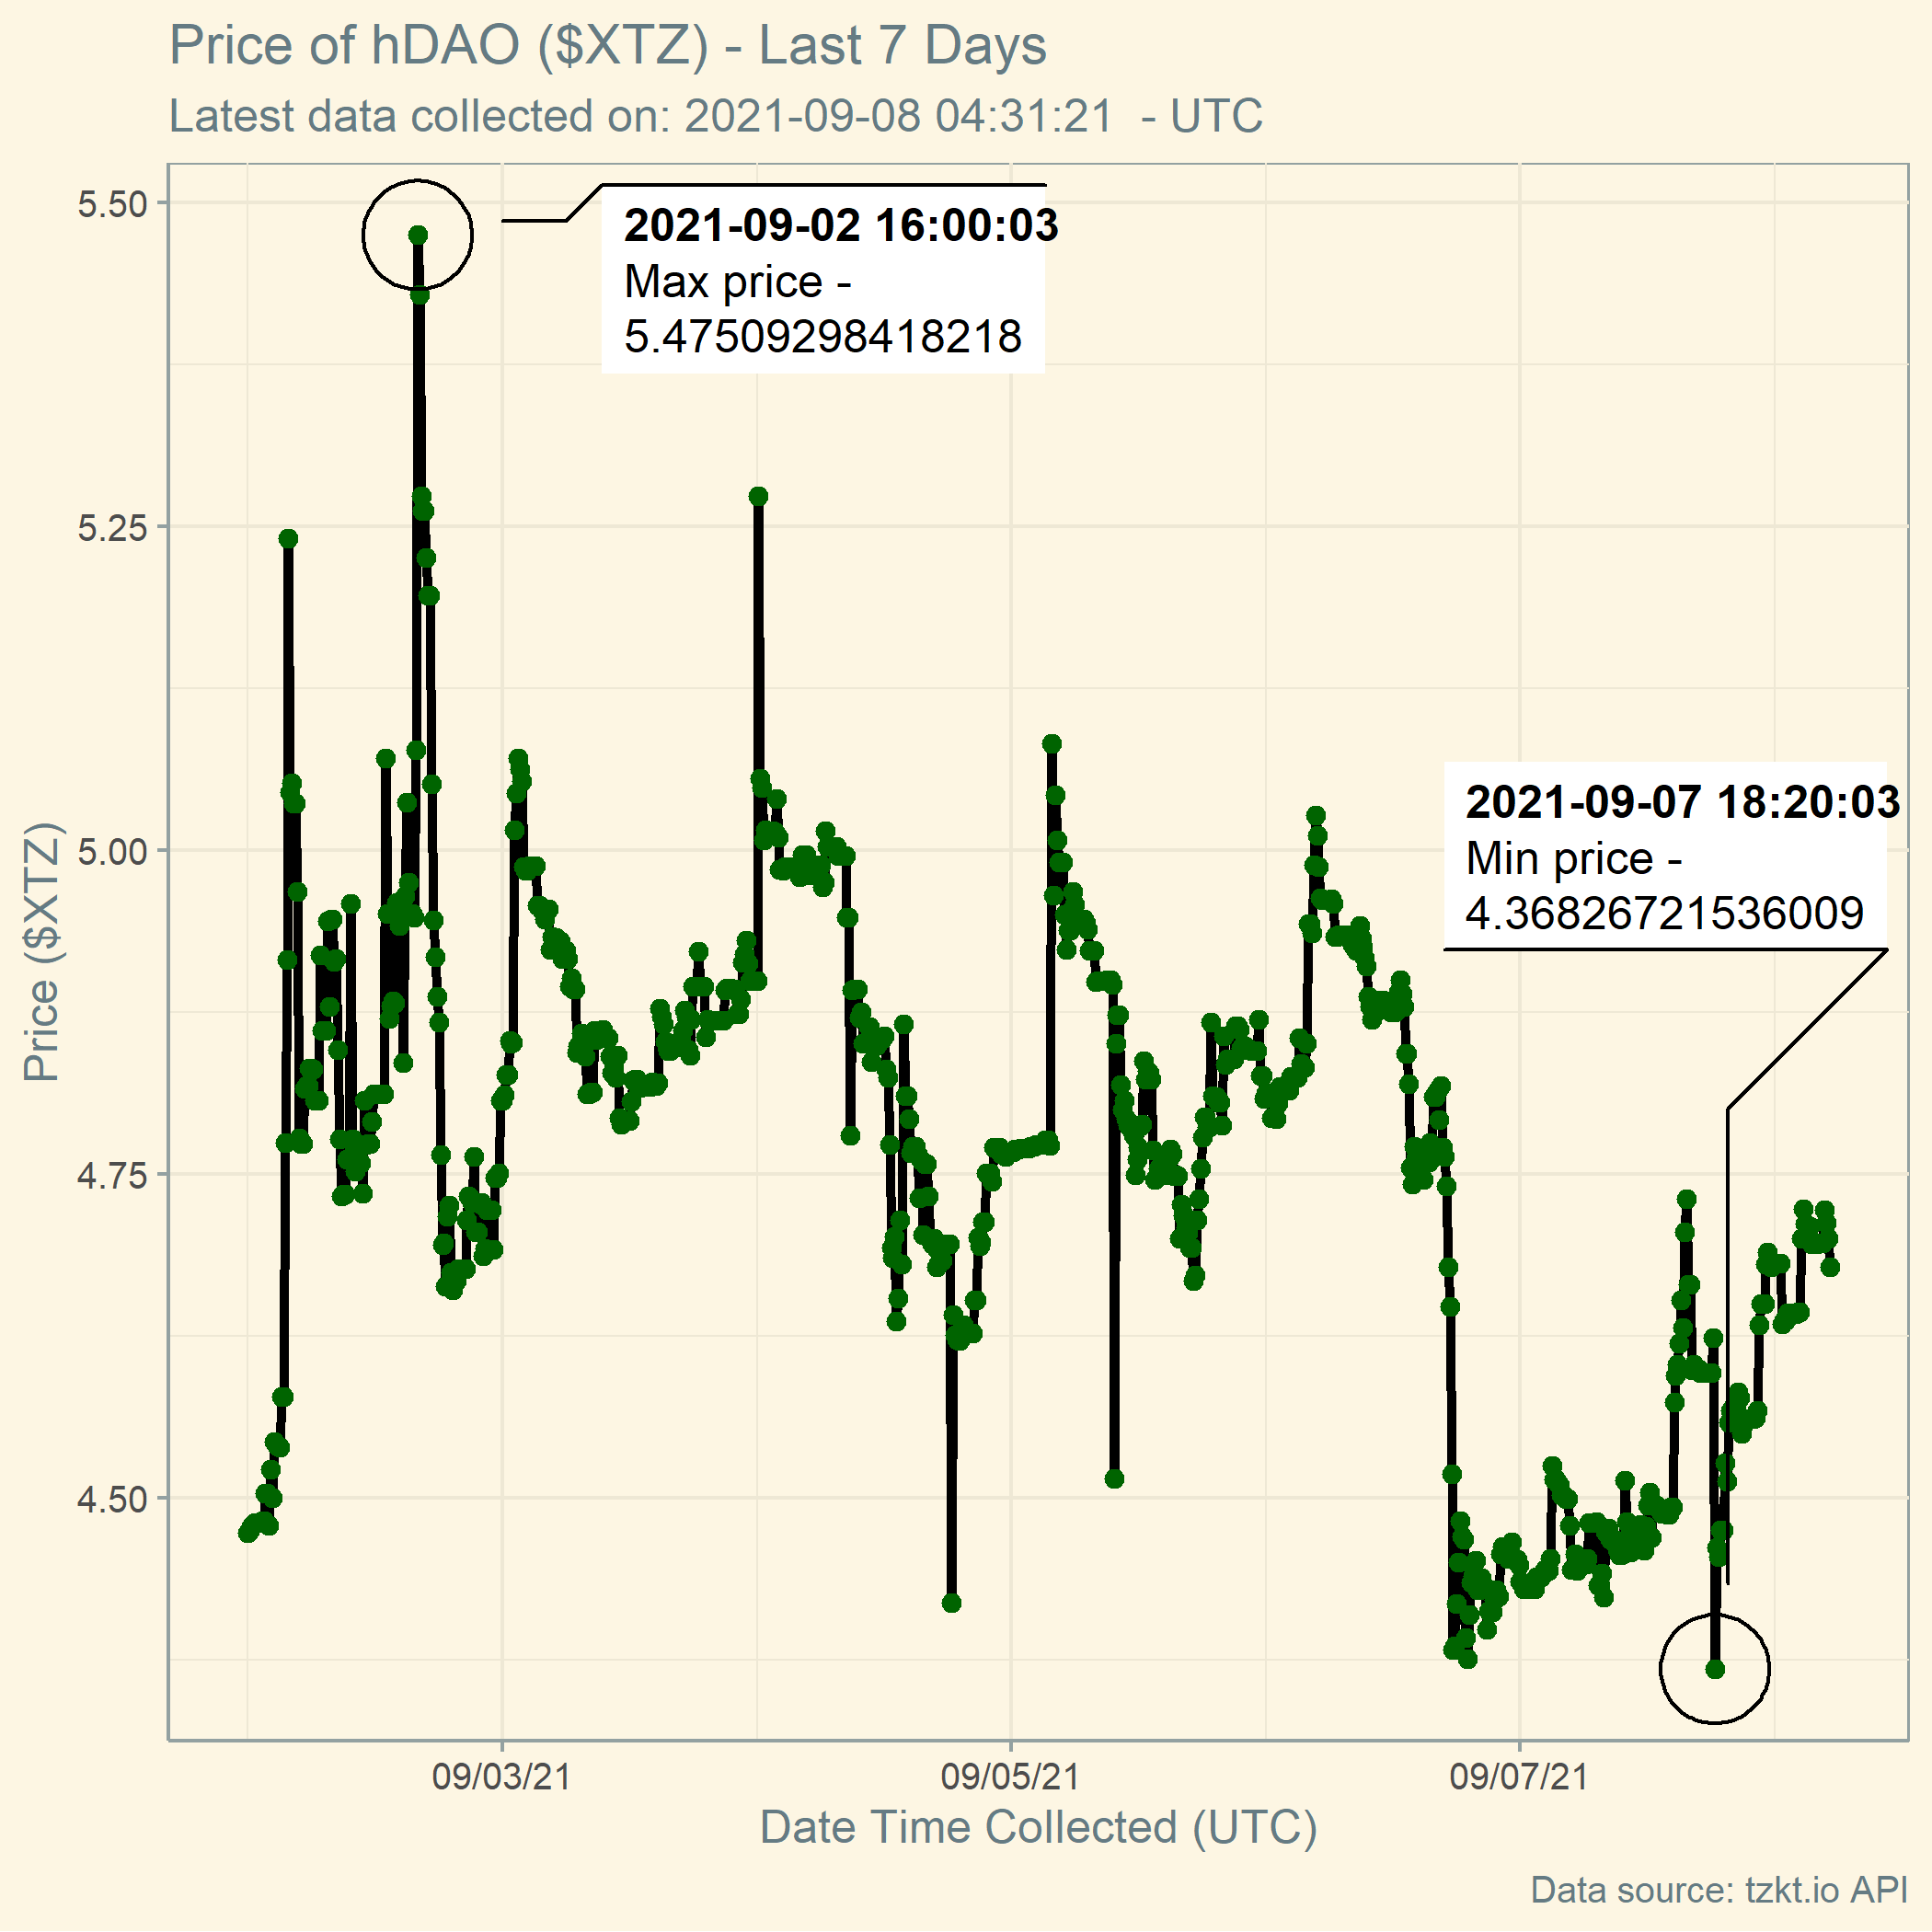 Price of hDAO ($XTZ) - Last 7 Days
Latest data collected on: 2021-09-08 04:31:21  - UTC
5.50
5.25
5.00
4.75
4.50
Price ($XTZ)
2021-09-02 16:00:03
Max price -
5.47509298418218
2021-09-07 18:20:03
Min price -
4.36826721536009
09/03/21
09/05/21
09/07/21
Date Time Collected (UTC)
Data source: tzkt.io API